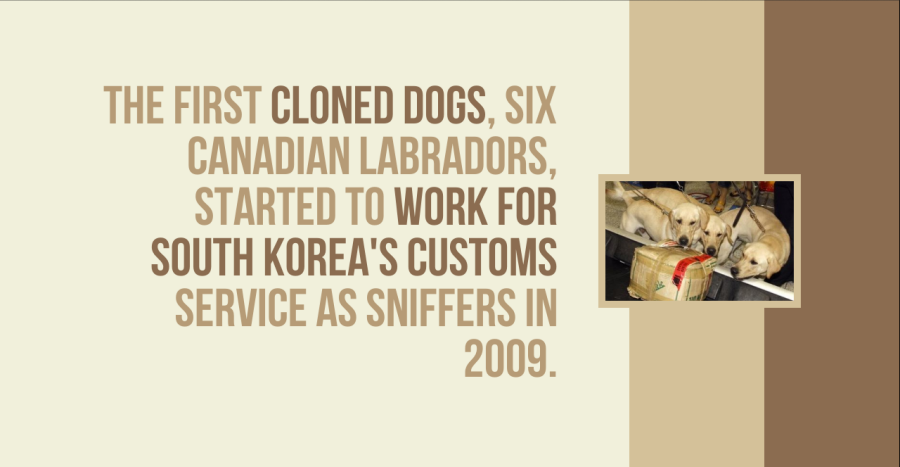 THE FIRST CLONED DOGS, SIX
CANADIAN LABRADORS,
STARTED TO WORK FOR
SOUTH KOREA'S CUSTOMS
SERVICE AS SNIFFERS IN
2009.